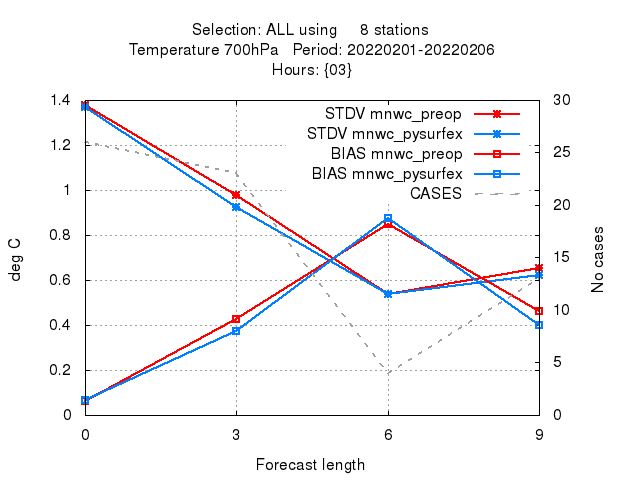 Selection: ALL using     8 stations
Temperature 700hPa   Period: 20220201-20220206
Hours: {03}
1.4
1.2
1
0.8
0.6
0.4
0.2
0
deg C
STDV mnwc_preop
STDV mnwc_pysurfex
BIAS mnwc_preop
BIAS mnwc_pysurfex
CASES
30
25
20
15
10
5
0
No cases
0 3 6 9
Forecast length